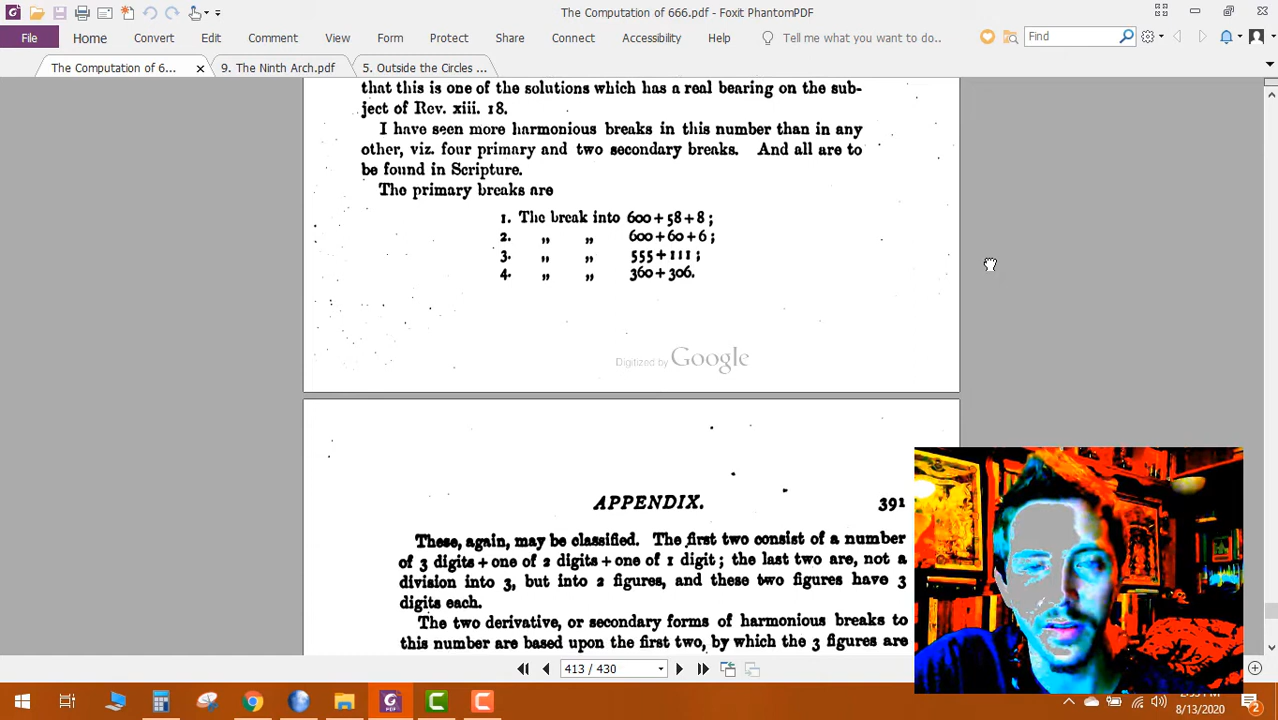 The Computation of 666.pdf - Foxit PhantomPDF
File Home Convert Edit Comment View Form Protect Share Connect Accessibility Help Tell me what you want to do.. Find
The Computation of 6... 9. The Ninth Arch.pdf 5. Outside the Circles ...
that this is one of the solutions which has a real bearing on the sub-
ject of Rev. xiii. 18.
I have seen more harmonious breaks in this number than in any
other, viz. four primary and two secondary breaks. And all are to
be found in Scripture.
The primary breaks are
1. The break into 600+58+8;
2. „ „ 600+60+6;
3. „ „ 555+111;
4. „ „ 360+306.
Digitized by Google
APPENDIX. 391
These, again, may be classified. The first two consist of a number
of 3 digits+one of 2 digits+one of 1 digit; the last two are, not a
division into 3, but into 2 figures, and these two figures have 3
digits each.
The two derivative, or secondary forms of harmonious breaks to
this number are based upon the first two, by which the 3 figures are
413 / 430
8/13/2020
2